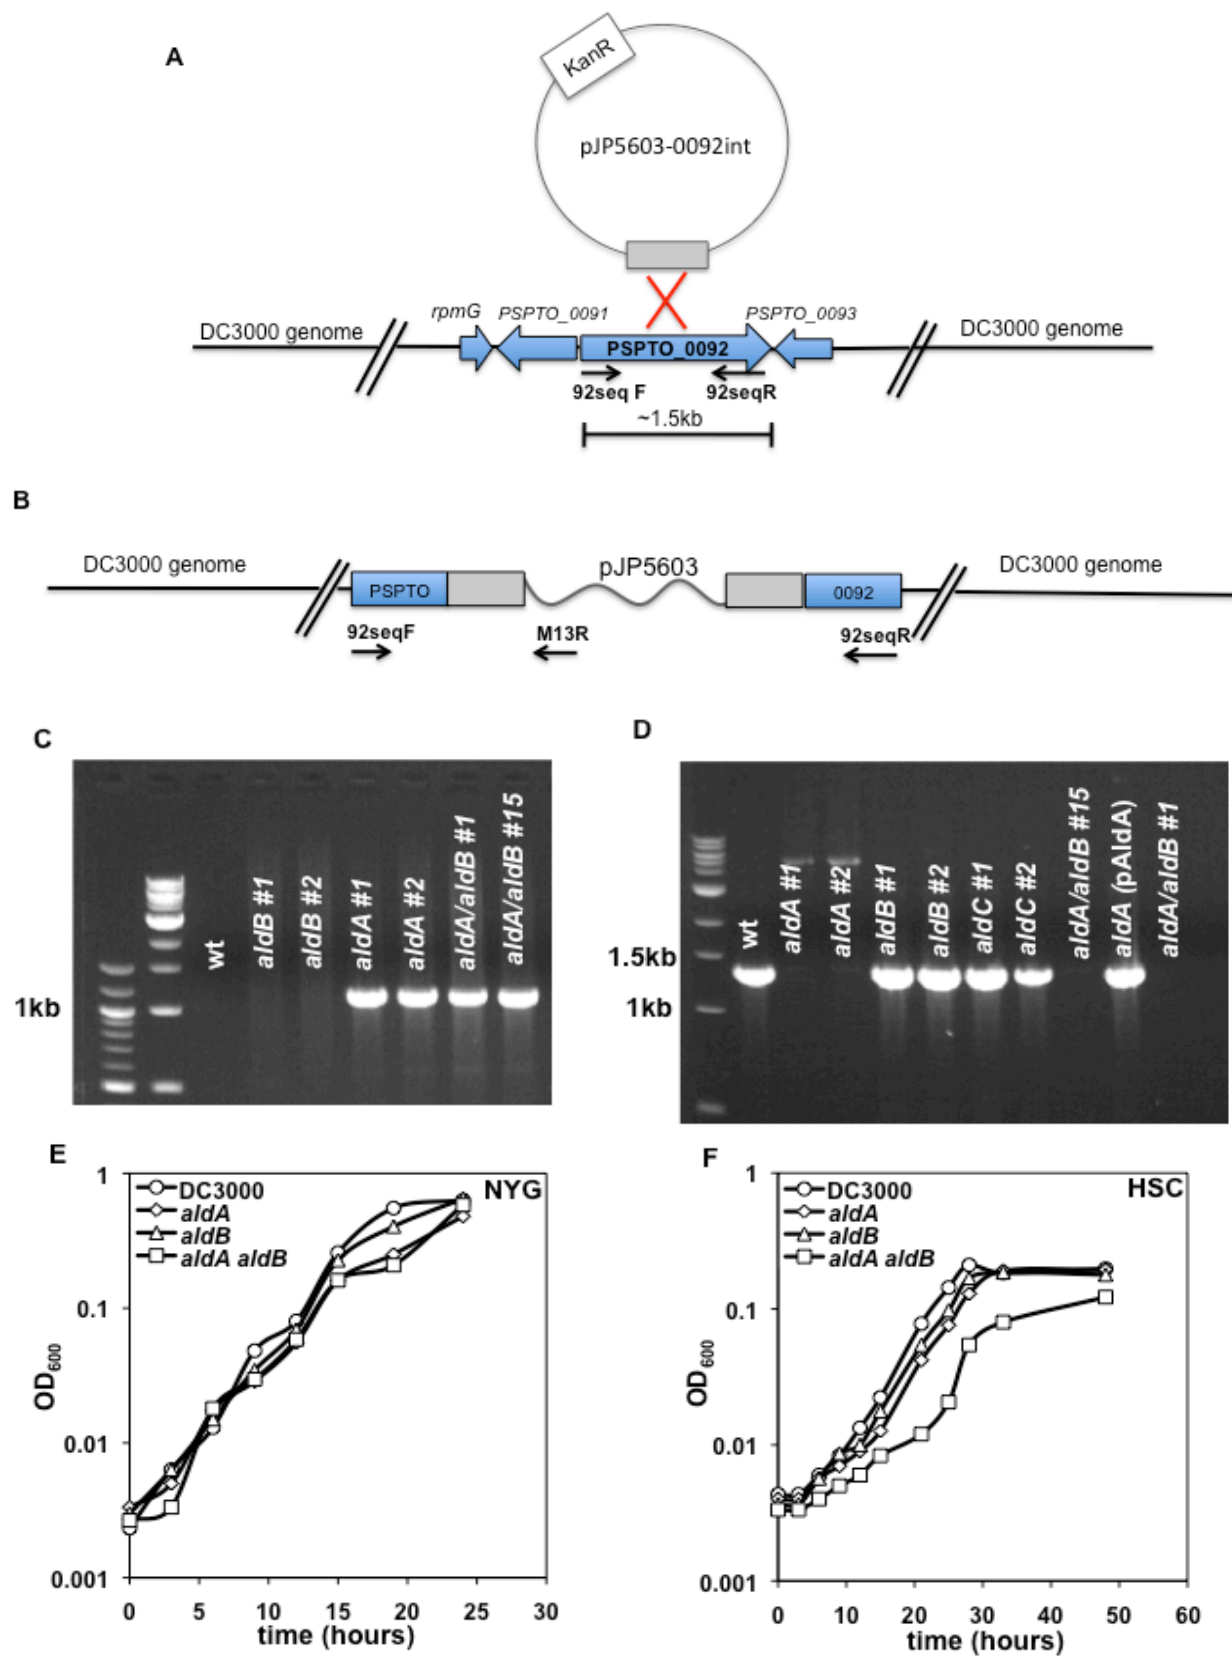 A
KanR
pJP5603-0092int
rpmG PSPTO_0091 PSPTO_0093
DC3000 genome DC3000 genome
PSPTO_0092
92seq F 92seqR
~1.5kb
B
DC3000 genome pJP5603 DC3000 genome
PSPTO 0092
92seqF M13R 92seqR
C
wt
aldB #1
aldB #2
aldA #1
aldA #2
aldA/aldB #1
aldA/aldB #15
1kb
D
wt
aldA #1
aldA #2
aldB #1
aldB #2
aldC #1
aldC #2
aldA/aldB #15
aldA (pAldA)
aldA/aldB #1
1.5kb
1kb
E
NYG
DC3000
aldA
aldB
aldA aldB
1
0.1
0.01
0.001
OD600
0 5 10 15 20 25 30
time (hours)
F
HSC
DC3000
aldA
aldB
aldA aldB
1
0.1
0.01
0.001
OD600
0 10 20 30 40 50 60
time (hours)